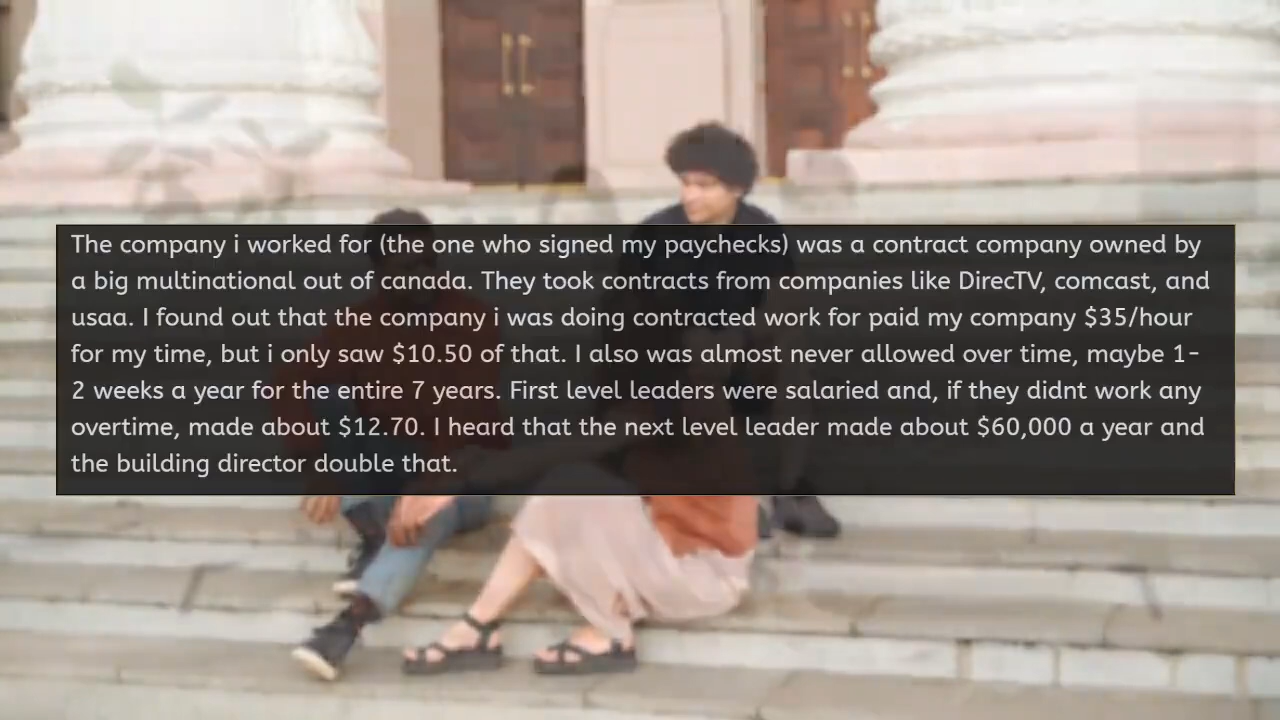 The company i worked for (the one who signed my paychecks) was a contract company owned by
a big multinational out of canada. They took contracts from companies like DirecTV, comcast, and
usaa. I found out that the company i was doing contracted work for paid my company $35/hour
for my time, but i only saw $10.50 of that. I also was almost never allowed over time, maybe 1-
2 weeks a year for the entire 7 years. First level leaders were salaried and, if they didnt work any
overtime, made about $12.70. I heard that the next level leader made about $60,000 a year and
the building director double that.